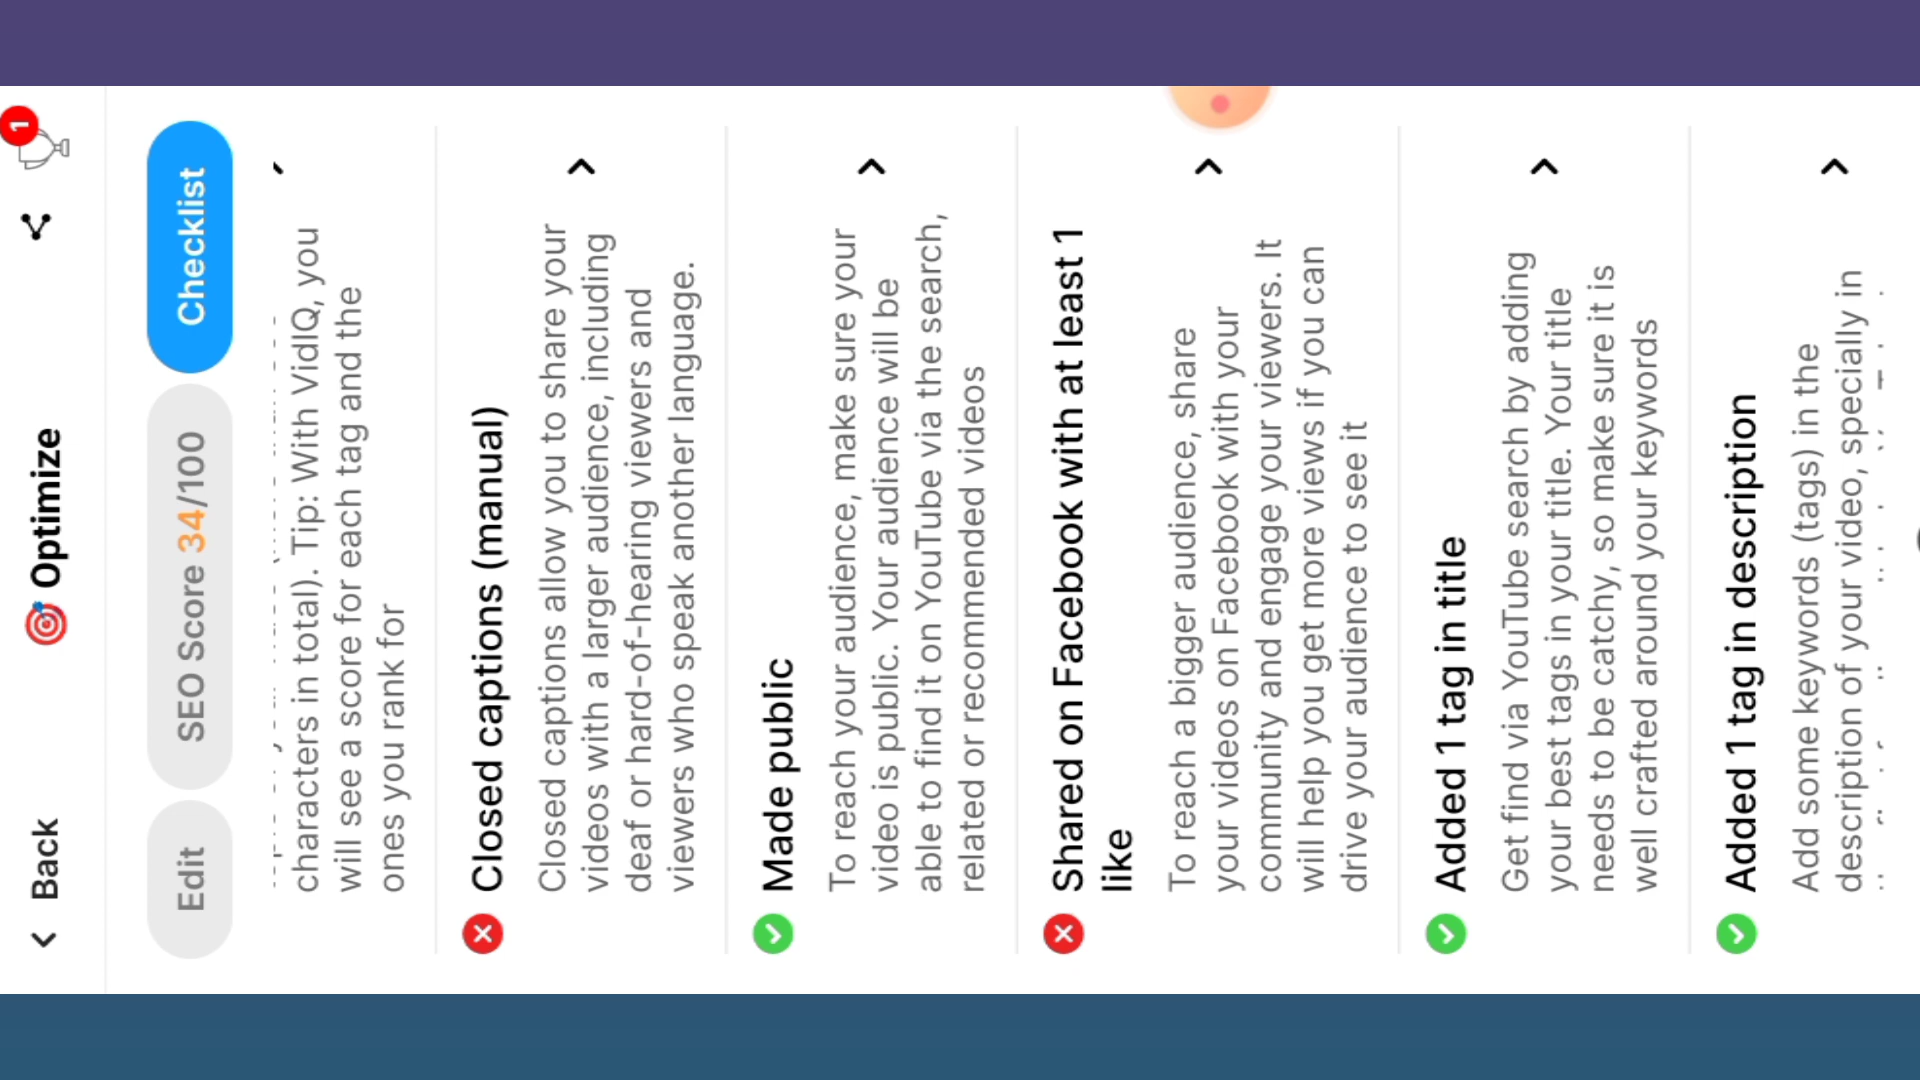 Back
Optimize
1
Edit
SEO Score 34/100
Checklist
characters in total). Tip: With VidIQ, you
will see a score for each tag and the
ones you rank for
Closed captions (manual)
Closed captions allow you to share your
videos with a larger audience, including
deaf or hard-of-hearing viewers and
viewers who speak another language.
Made public
To reach your audience, make sure your
video is public. Your audience will be
able to find it on YouTube via the search,
related or recommended videos
Shared on Facebook with at least 1
like
To reach a bigger audience, share
your videos on Facebook with your
community and engage your viewers. It
will help you get more views if you can
drive your audience to see it
Added 1 tag in title
Get find via YouTube search by adding
your best tags in your title. Your title
needs to be catchy, so make sure it is
well crafted around your keywords
Added 1 tag in description
Add some keywords (tags) in the
description of your video, specially in